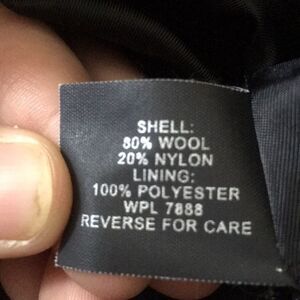 SHELL:
80% WOOL
20% NYLON
LINING:
100% POLYESTER
WPL 7888
REVERSE FOR CARE